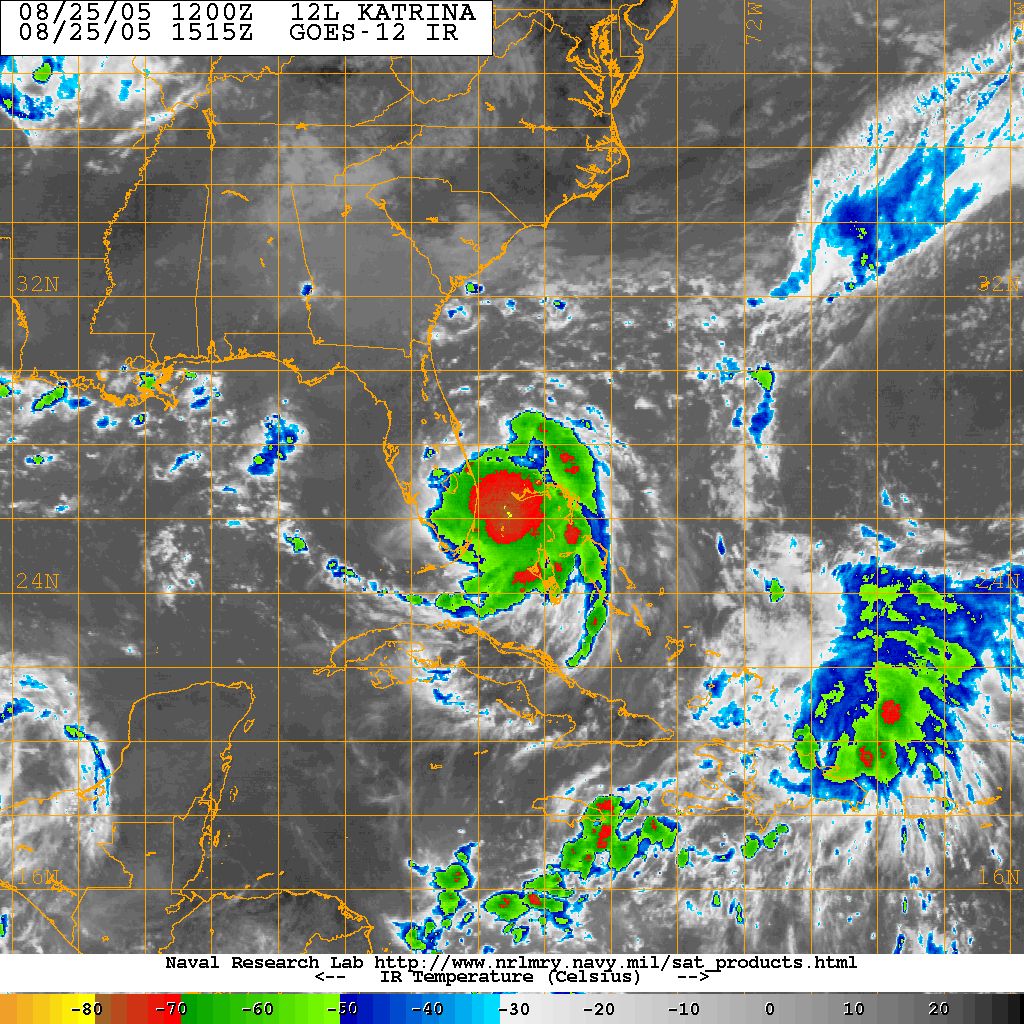 08/25/05 1200Z 12L KATRINA
08/25/05 1515Z GOES-12 IR
72W
32N 32N
24N 24N
16N 16N
Naval Research Lab http://www.nrlmry.navy.mil/sat_products.html
<-- IR Temperature (Celsius) -->
-80 -70 -60 -50 -40 -30 -20 -10 0 10 20